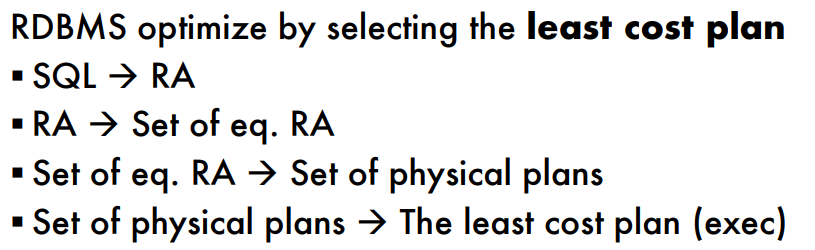 RDBMS optimize by selecting the least cost plan
▪ SQL → RA
▪ RA → Set of eq. RA
▪ Set of eq. RA → Set of physical plans
▪ Set of physical plans → The least cost plan (exec)